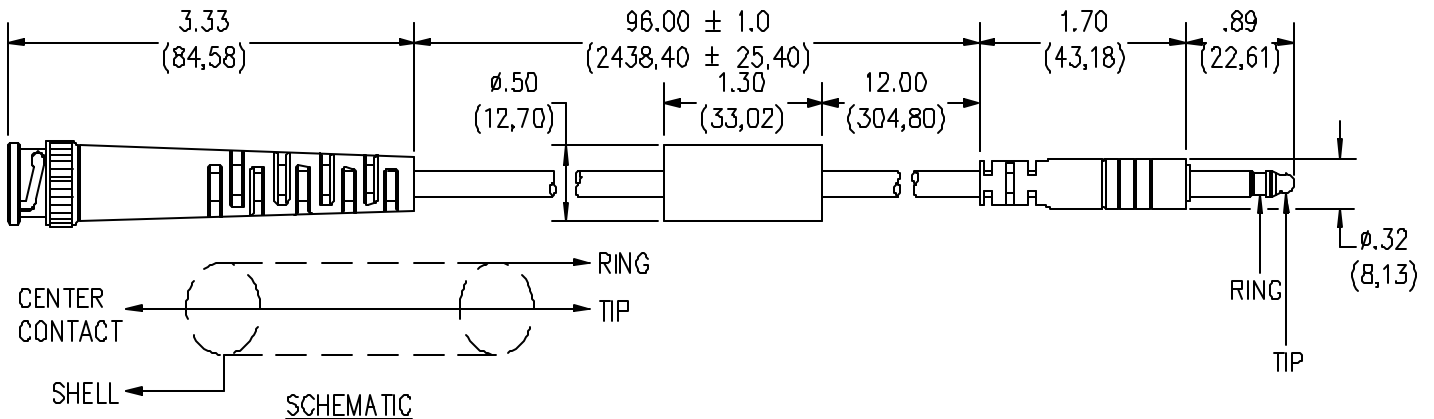 3.33
(84,58)
96.00 ± 1.0
(2438,40 ± 25,40)
1.70
(43,18)
.89
(22,61)
ø.50
(12,70)
1.30
(33,02)
12.00
(304,80)
ø.32
(8,13)
RING
TIP
RING
TIP
CENTER
CONTACT
SHELL
SCHEMATIC